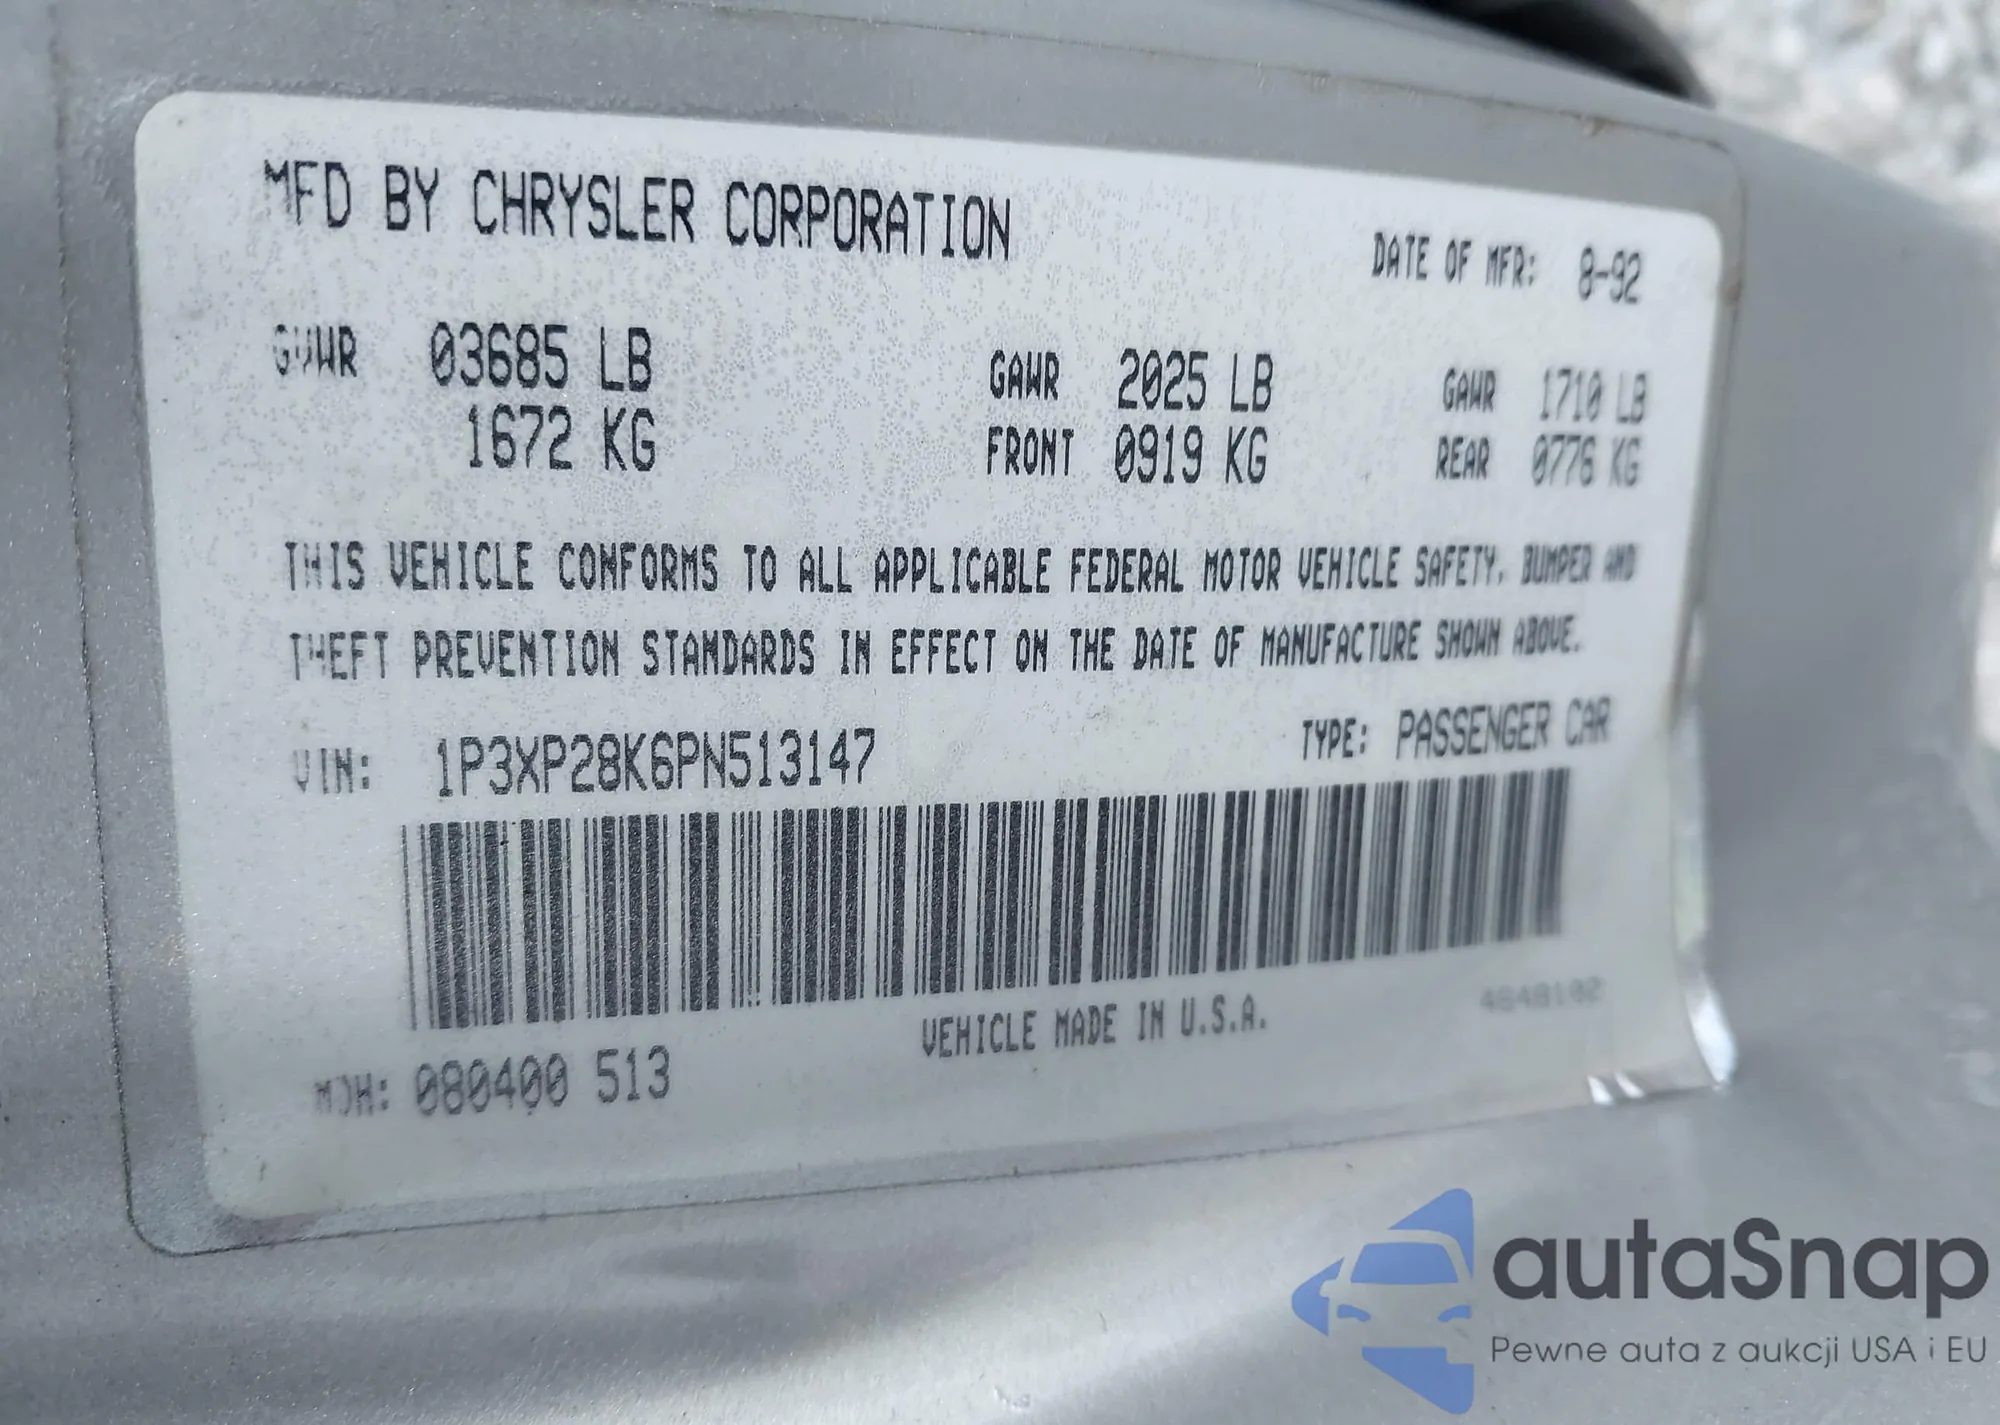 MFD BY CHRYSLER CORPORATION
DATE OF MFR: 8-92
GVWR 03685 LB
1672 KG
GAWR 2025 LB
FRONT 0919 KG
GAWR 1710 LB
REAR 0776 KG
THIS VEHICLE CONFORMS TO ALL APPLICABLE FEDERAL MOTOR VEHICLE SAFETY, BUMPER AND
THEFT PREVENTION STANDARDS IN EFFECT ON THE DATE OF MANUFACTURE SHOWN ABOVE.
VIN: 1P3XP28K6PN513147
TYPE: PASSENGER CAR
MDH: 080400 513
VEHICLE MADE IN U.S.A.
4648102
autaSnap
Pewne auta z aukcji USA i EU